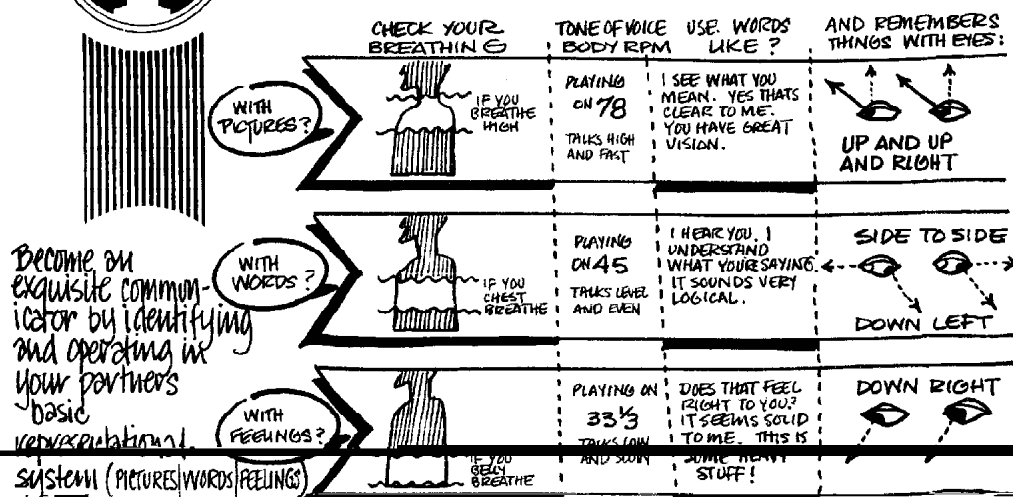 CHECK YOUR
BREATHING
TONE OF VOICE
BODY RPM
USE WORDS
LIKE?
AND REMEMBERS
THINGS WITH EYES:
WITH
PICTURES?
IF YOU
BREATHE
HIGH
PLAYING
ON 78
TALKS HIGH
AND FAST
I SEE WHAT YOU
MEAN. YES THATS
CLEAR TO ME.
YOU HAVE GREAT
VISION.
UP AND UP
AND RIGHT
Become an
exquisite commun-
icator by identifying
and operating in
your partners
basic
representational
system (PICTURES|WORDS|FEELINGS)
WITH
WORDS?
IF YOU
CHEST
BREATHE
PLAYING
ON 45
TALKS LEVEL
AND EVEN
I HEAR YOU. I
UNDERSTAND
WHAT YOURE SAYING.
IT SOUNDS VERY
LOGICAL.
SIDE TO SIDE
DOWN LEFT
WITH
FEELINGS?
IF YOU
BELLY
BREATHE
PLAYING ON
33 1/3
TALKS LOW
AND SLOW
DOES THAT FEEL
RIGHT TO YOU?
IT SEEMS SOLID
TO ME. THIS IS
SOME HEAVY
STUFF!
DOWN RIGHT